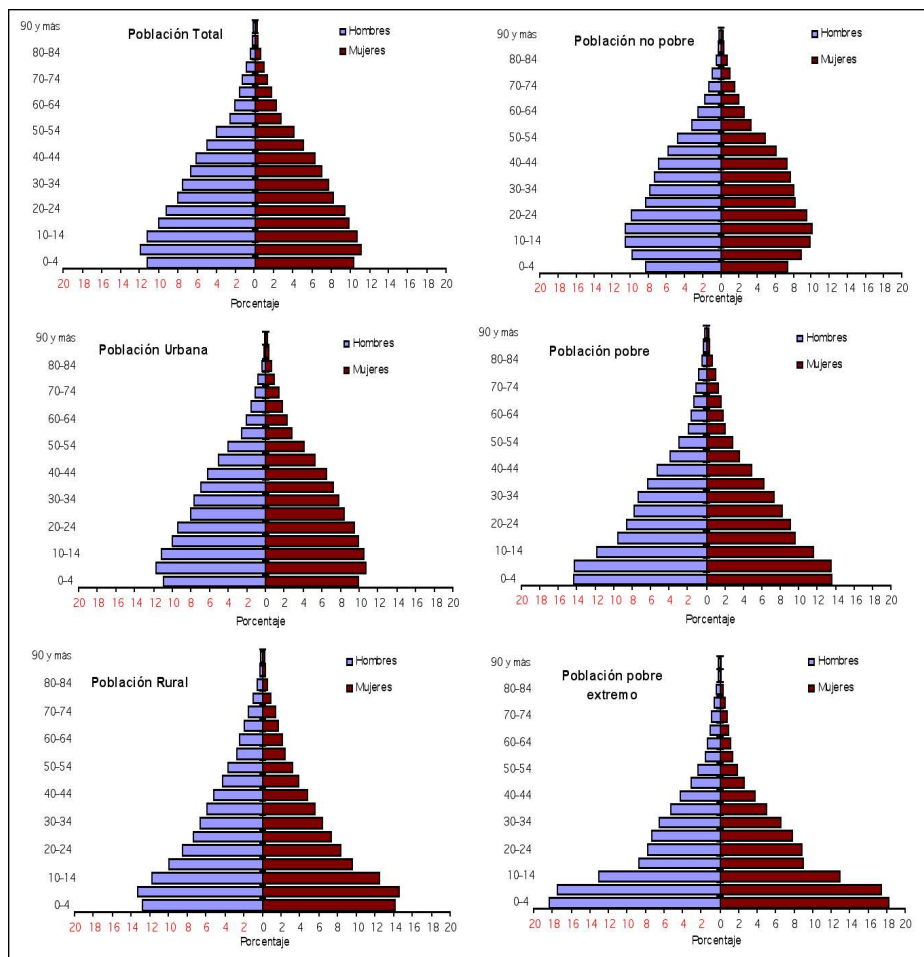 Población Total
Hombres
Mujeres
90 y más
80-84
70-74
60-64
50-54
40-44
30-34
20-24
10-14
0-4
20 18 16 14 12 10 8 6 4 2 0 2 4 6 8 10 12 14 16 18 20
Porcentaje
Población no pobre
Hombres
Mujeres
90 y más
80-84
70-74
60-64
50-54
40-44
30-34
20-24
10-14
0-4
20 18 16 14 12 10 8 6 4 2 0 2 4 6 8 10 12 14 16 18 20
Porcentaje
Población Urbana
Hombres
Mujeres
90 y más
80-84
70-74
60-64
50-54
40-44
30-34
20-24
10-14
0-4
20 18 16 14 12 10 8 6 4 2 0 2 4 6 8 10 12 14 16 18 20
Porcentaje
Población pobre
Hombres
Mujeres
90 y más
80-84
70-74
60-64
50-54
40-44
30-34
20-24
10-14
0-4
20 18 16 14 12 10 8 6 4 2 0 2 4 6 8 10 12 14 16 18 20
Porcentaje
Población Rural
Hombres
Mujeres
90 y más
80-84
70-74
60-64
50-54
40-44
30-34
20-24
10-14
0-4
20 18 16 14 12 10 8 6 4 2 0 2 4 6 8 10 12 14 16 18 20
Porcentaje
Población pobre
extremo
Hombres
Mujeres
90 y más
80-84
70-74
60-64
50-54
40-44
30-34
20-24
10-14
0-4
20 18 16 14 12 10 8 6 4 2 0 2 4 6 8 10 12 14 16 18 20
Porcentaje